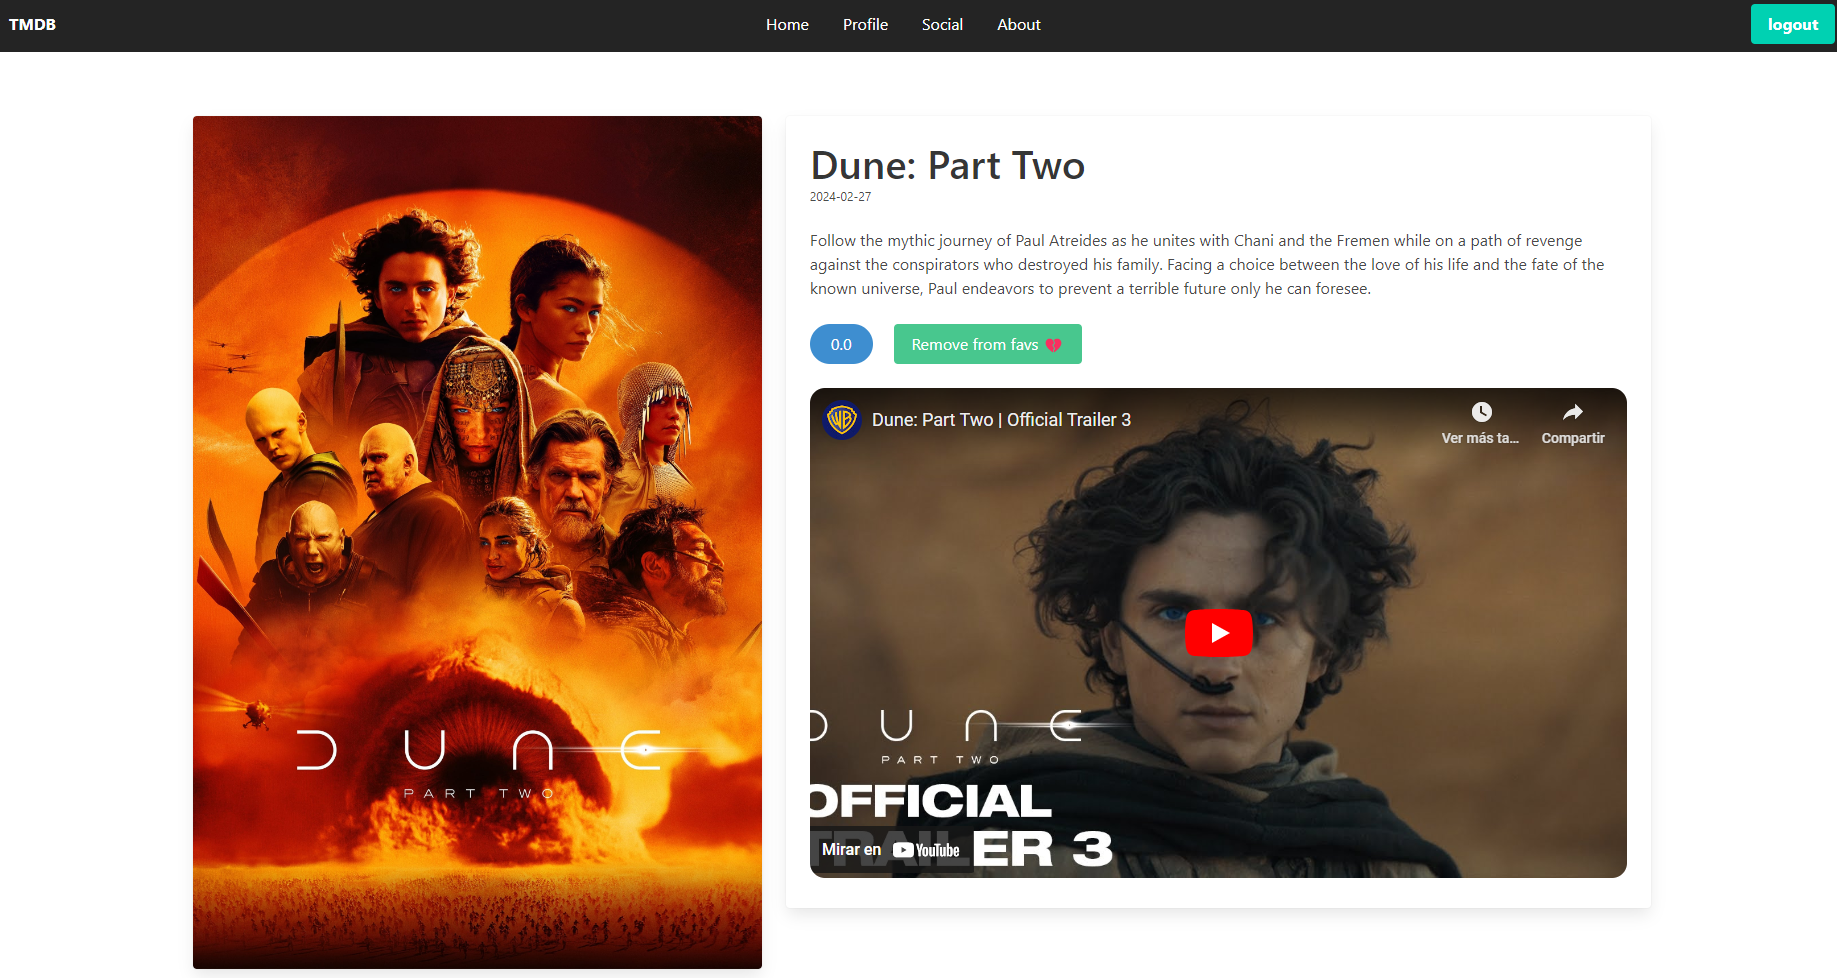 TMDB
Home
Profile
Social
About
logout
DUNE
PART TWO
Dune: Part Two
2024-02-27
Follow the mythic journey of Paul Atreides as he unites with Chani and the Fremen while on a path of revenge
against the conspirators who destroyed his family. Facing a choice between the love of his life and the fate of the
known universe, Paul endeavors to prevent a terrible future only he can foresee.
0.0
Remove from favs 💔
WB
Dune: Part Two | Official Trailer 3
Ver más ta...
Compartir
DUNE
PART TWO
OFFICIAL
TRAILER 3
Mirar en YouTube